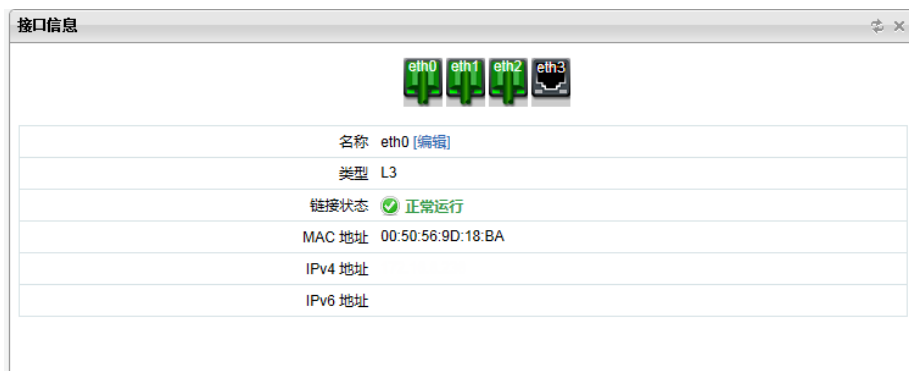 接口信息
eth0 eth1 eth2 eth3
名称 eth0 [编辑]
类型 L3
链接状态 正常运行
MAC 地址 00:50:56:9D:18:BA
IPv4 地址
IPv6 地址